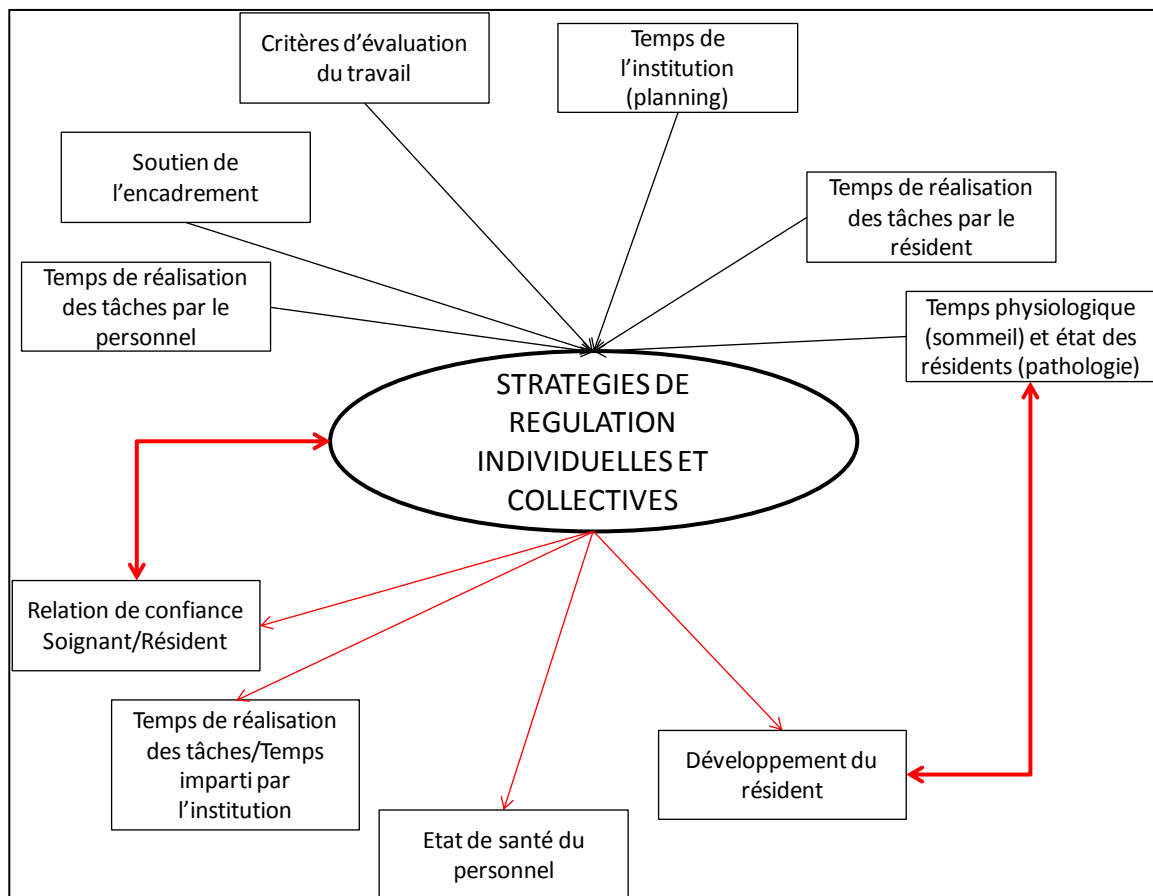 Critères d’évaluation
du travail
Temps de
l’institution
(planning)
Soutien de
l’encadrement
Temps de réalisation
des tâches par le
résident
Temps de réalisation
des tâches par le
personnel
Temps physiologique
(sommeil) et état des
résidents (pathologie)
STRATEGIES DE
REGULATION
INDIVIDUELLES ET
COLLECTIVES
Relation de confiance
Soignant/Résident
Temps de réalisation
des tâches/Temps
imparti par
l’institution
Développement du
résident
Etat de santé du
personnel